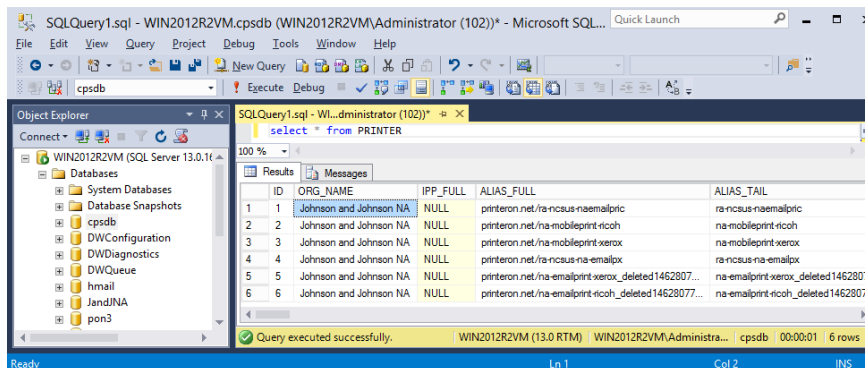 SQLQuery1.sql - WIN2012R2VM.cpsdb (WIN2012R2VM\Administrator (102))* - Microsoft SQL... Quick Launch
File Edit View Query Project Debug Tools Window Help
New Query
cpsdb Execute Debug
Object Explorer
Connect
WIN2012R2VM (SQL Server 13.0.16
Databases
System Databases
Database Snapshots
cpsdb
DWConfiguration
DWDiagnostics
DWQueue
hmail
JandJNA
pon3
SQLQuery1.sql - WI...dministrator (102))*
select * from PRINTER
100 %
Results Messages
ID ORG_NAME IPP_FULL ALIAS_FULL ALIAS_TAIL
1 1 Johnson and Johnson NA NULL printeron.net/ra-ncsus-naemailpric ra-ncsus-naemailpric
2 2 Johnson and Johnson NA NULL printeron.net/na-mobileprint-ricoh na-mobileprint-ricoh
3 3 Johnson and Johnson NA NULL printeron.net/na-mobileprint-xerox na-mobileprint-xerox
4 4 Johnson and Johnson NA NULL printeron.net/ra-ncsus-na-emailpx ra-ncsus-na-emailpx
5 5 Johnson and Johnson NA NULL printeron.net/na-emailprint-xerox_deleted1462807... na-emailprint-xerox_deleted146280
6 6 Johnson and Johnson NA NULL printeron.net/na-emailprint-ricoh_deleted14628077... na-emailprint-ricoh_deleted1462807
Query executed successfully. WIN2012R2VM (13.0 RTM) WIN2012R2VM\Administra... cpsdb 00:00:01 6 rows
Ready Ln 1 Col 2 INS